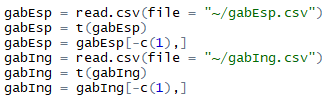 gabEsp = read.csv(file = "~/gabEsp.csv")
gabEsp = t(gabEsp)
gabEsp = gabEsp[-c(1),]
gabIng = read.csv(file = "~/gabIng.csv")
gabIng = t(gabIng)
gabIng = gabIng[-c(1),]